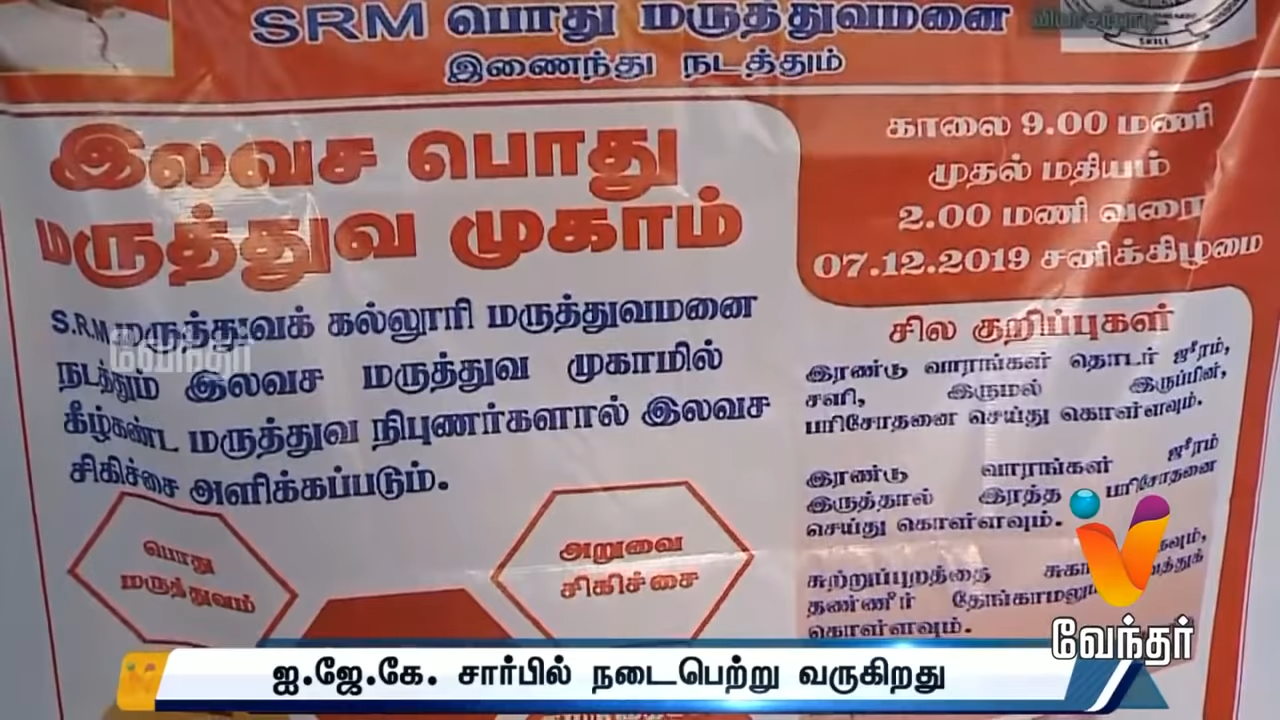 SRM பொது மருத்துவமனை
இணைந்து நடத்தும்
SKILL
இலவச பொது
மருத்துவ முகாம்
காலை 9.00 மணி
முதல் மதியம்
2.00 மணி வரை
07.12.2019 சனிக்கிழமை
S.R.M மருத்துவக் கல்லூரி மருத்துவமனை
நடத்தும் இலவச மருத்துவ முகாமில்
கீழ்கண்ட மருத்துவ நிபுணர்களால் இலவச
சிகிச்சை அளிக்கப்படும்.
வேந்தர்
பொது
மருத்துவம்
அறுவை
சிகிச்சை
சில குறிப்புகள்
இரண்டு வாரங்கள் தொடர் ஜீரம்,
சளி, இருமல் இருப்பின்,
பரிசோதனை செய்து கொள்ளவும்.
இரண்டு வாரங்கள் ஜீரம்
இருத்தால் இரத்த பரிசோதனை
செய்து கொள்ளவும்.
சுற்றுப்புறத்தை
தண்ணீர்
கொள்ளவும்.
வேந்தர்
ஐ.ஜே.கே. சார்பில் நடைபெற்று வருகிறது